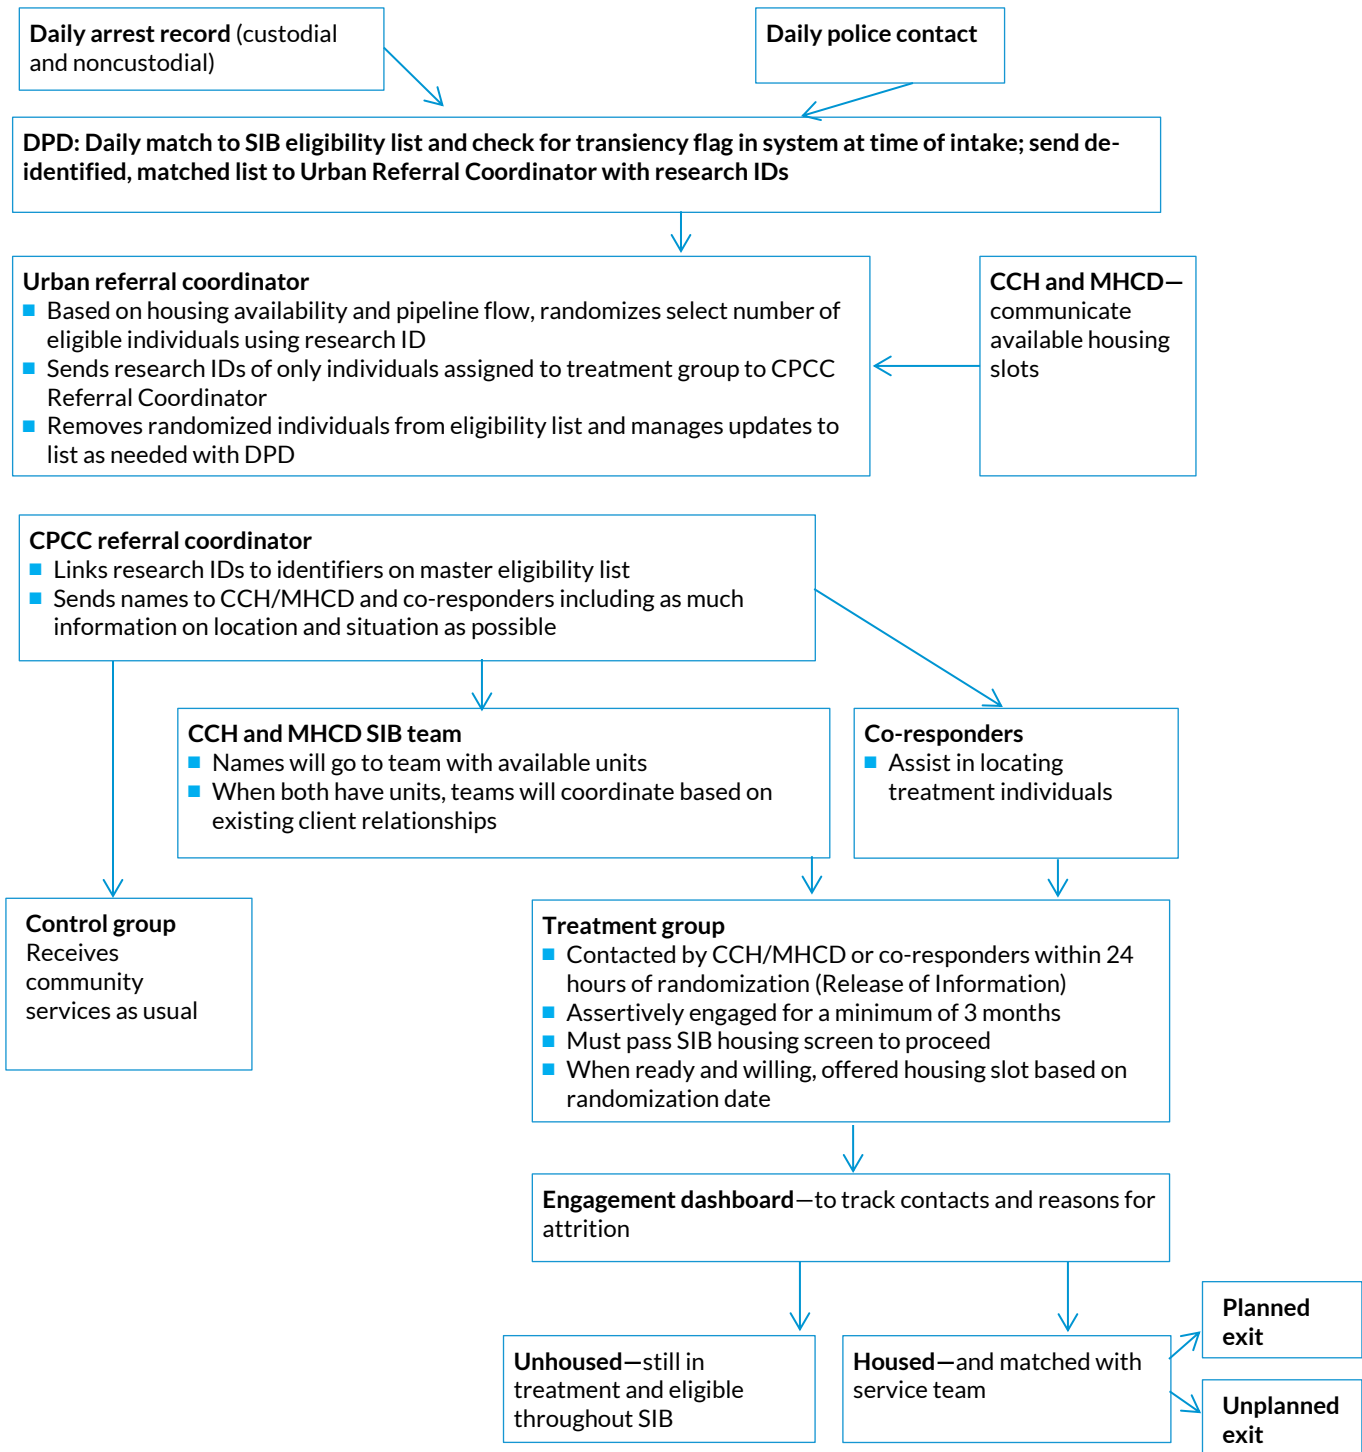 Daily arrest record (custodial
and noncustodial)
Daily police contact
DPD: Daily match to SIB eligibility list and check for transiency flag in system at time of intake; send de-
identified, matched list to Urban Referral Coordinator with research IDs
Urban referral coordinator
■ Based on housing availability and pipeline flow, randomizes select number of
eligible individuals using research ID
■ Sends research IDs of only individuals assigned to treatment group to CPCC
Referral Coordinator
■ Removes randomized individuals from eligibility list and manages updates to
list as needed with DPD
CCH and MHCD—
communicate
available housing
slots
CPCC referral coordinator
■ Links research IDs to identifiers on master eligibility list
■ Sends names to CCH/MHCD and co-responders including as much
information on location and situation as possible
CCH and MHCD SIB team
■ Names will go to team with available units
■ When both have units, teams will coordinate based on
existing client relationships
Co-responders
■ Assist in locating
treatment individuals
Control group
Receives
community
services as usual
Treatment group
■ Contacted by CCH/MHCD or co-responders within 24
hours of randomization (Release of Information)
■ Assertively engaged for a minimum of 3 months
■ Must pass SIB housing screen to proceed
■ When ready and willing, offered housing slot based on
randomization date
Engagement dashboard—to track contacts and reasons for
attrition
Unhoused—still in
treatment and eligible
throughout SIB
Housed—and matched with
service team
Planned
exit
Unplanned
exit